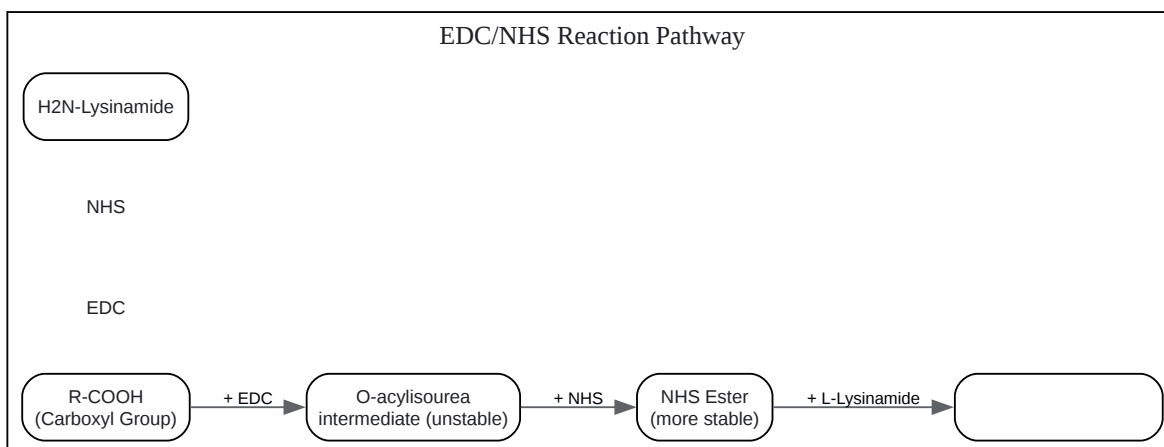 EDC/NHS Reaction Pathway
H2N-Lysinamide
NHS
EDC
R-COOH
(Carboxyl Group)
+ EDC
O-acylisourea
intermediate (unstable)
+ NHS
NHS Ester
(more stable)
+ L-Lysinamide